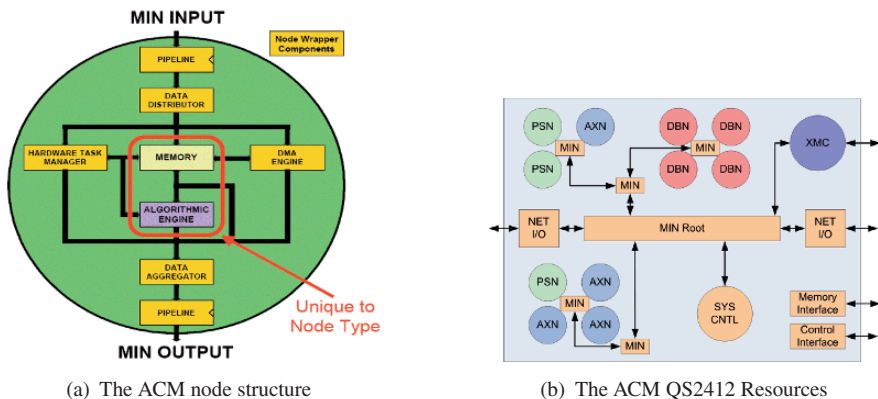 MIN INPUT
Node Wrapper
Components
PIPELINE
DATA
DISTRIBUTOR
HARDWARE TASK
MANAGER
MEMORY
DMA
ENGINE
ALGORITHMIC
ENGINE
DATA
AGGREGATOR
Unique to
Node Type
PIPELINE
MIN OUTPUT
(a) The ACM node structure
PSN
AXN
DBN
DBN
XMC
MIN
MIN
PSN
DBN
DBN
MIN
NET
I/O
MIN Root
NET
I/O
PSN
AXN
MIN
SYS
CNTL
Memory
Interface
AXN
AXN
Control
Interface
MIN
(b) The ACM QS2412 Resources